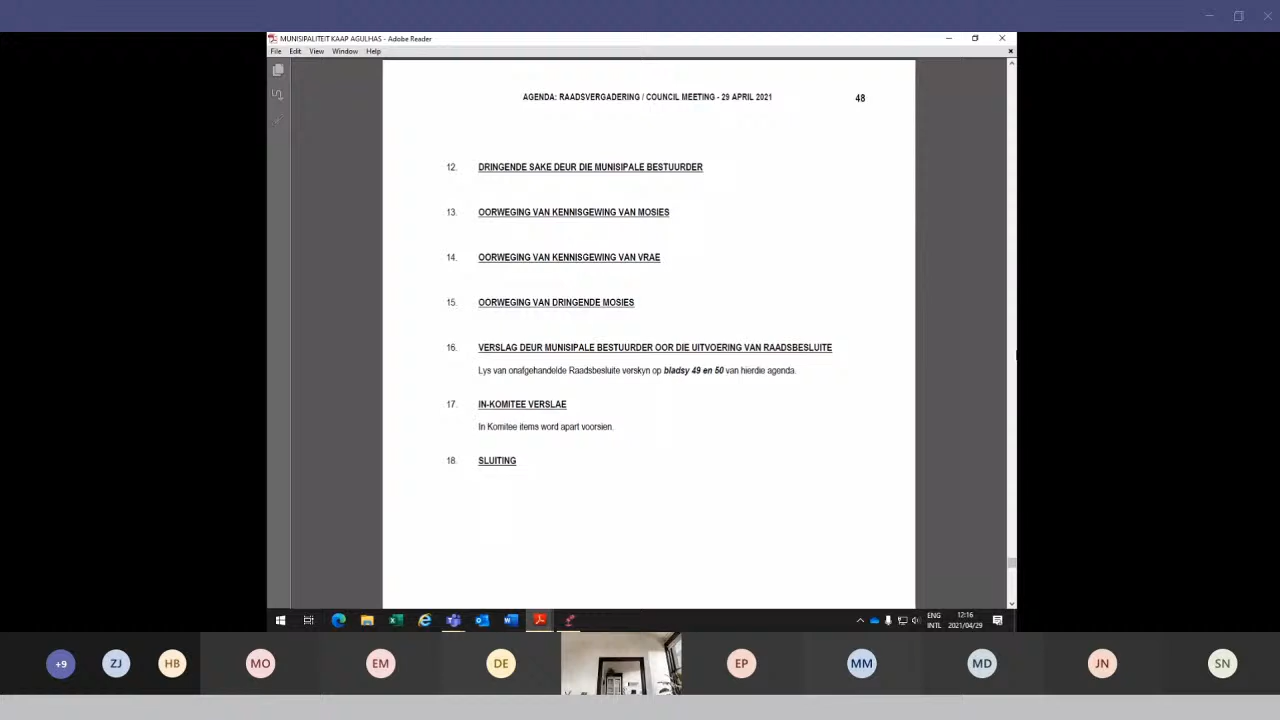 MUNISIPALITEIT KAAP AGULHAS - Adobe Reader
File Edit View Window Help
AGENDA: RAADSVERGADERING / COUNCIL MEETING - 29 APRIL 2021 48
12. DRINGENDE SAKE DEUR DIE MUNISIPALE BESTUURDER
13. OORWEGING VAN KENNISGEWING VAN MOSIES
14. OORWEGING VAN KENNISGEWING VAN VRAE
15. OORWEGING VAN DRINGENDE MOSIES
16. VERSLAG DEUR MUNISIPALE BESTUURDER OOR DIE UITVOERING VAN RAADSBESLUITE
Lys van onafgehandelde Raadsbesluite verskyn op bladsy 49 en 50 van hierdie agenda.
17. IN-KOMITEE VERSLAE
In Komitee items word apart voorsien.
18. SLUITING
ENG 12:16
INTL 2021/04/29
+9 ZJ HB MO EM DE EP MM MD JN SN